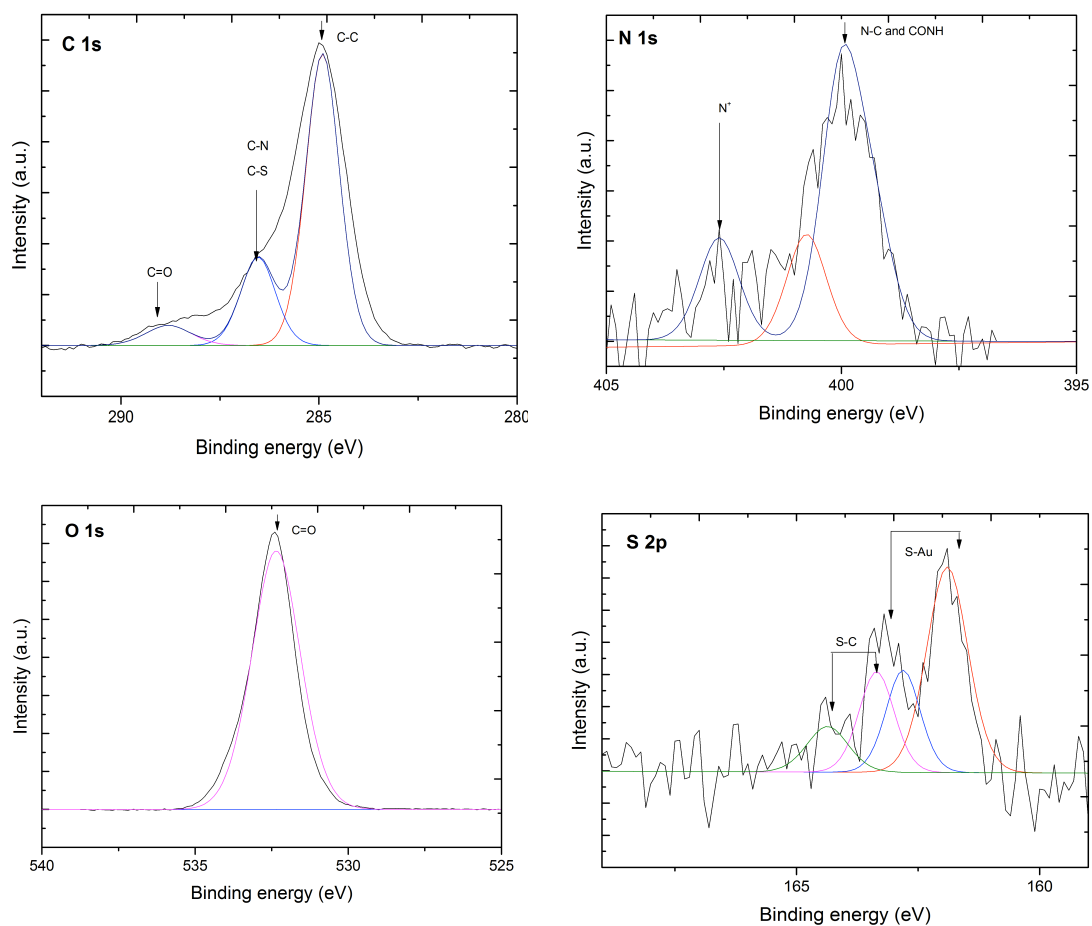 C 1s
C-C
C-N
C-S
C=O
Intensity (a.u.)
290
285
280
Binding energy (eV)
N 1s
N-C and CONH
N⁺
Intensity (a.u.)
405
400
395
Binding energy (eV)
O 1s
C=O
Intensity (a.u.)
540
535
530
525
Binding energy (eV)
S 2p
S-Au
S-C
Intensity (a.u.)
165
160
Binding energy (eV)